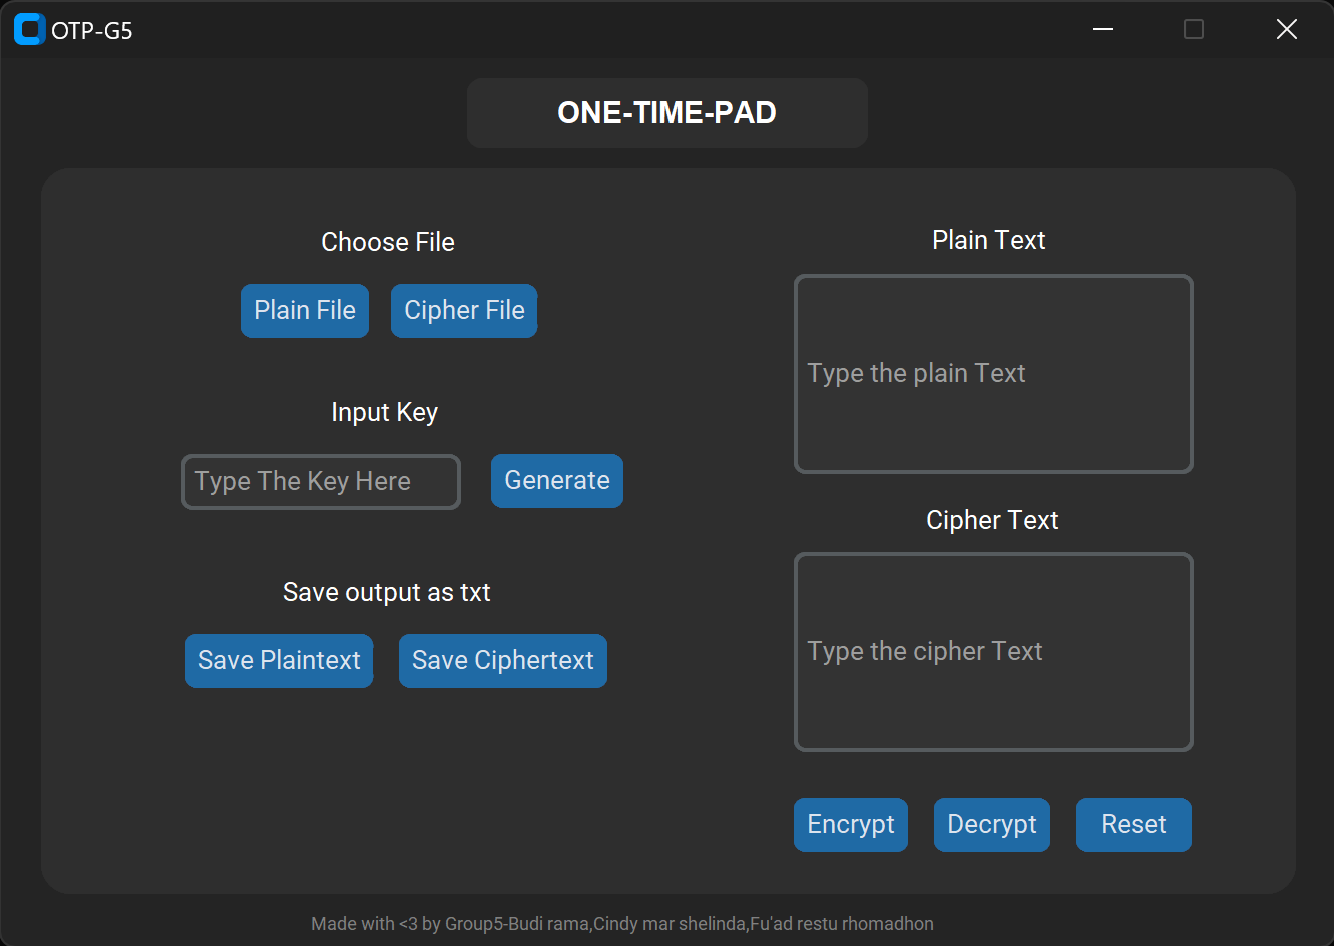 OTP-G5
ONE-TIME-PAD
Choose File
Plain File Cipher File
Input Key
Type The Key Here Generate
Save output as txt
Save Plaintext Save Ciphertext
Plain Text
Type the plain Text
Cipher Text
Type the cipher Text
Encrypt Decrypt Reset
Made with <3 by Group5-Budi rama,Cindy mar shelinda,Fu'ad restu rhomadhon